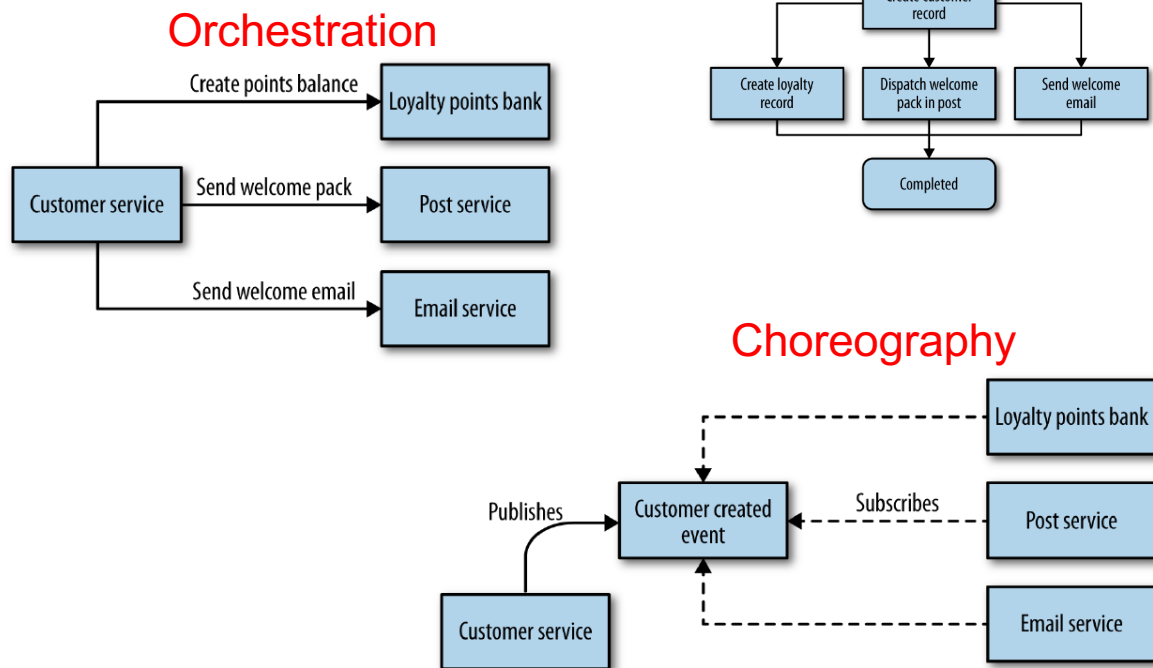 Orchestration
Create points balance
Loyalty points bank
Customer service
Send welcome pack
Post service
Send welcome email
Email service
Create customer
record
Create loyalty
record
Dispatch welcome
pack in post
Send welcome
email
Completed
Choreography
Loyalty points bank
Publishes
Customer created
event
Subscribes
Post service
Customer service
Email service